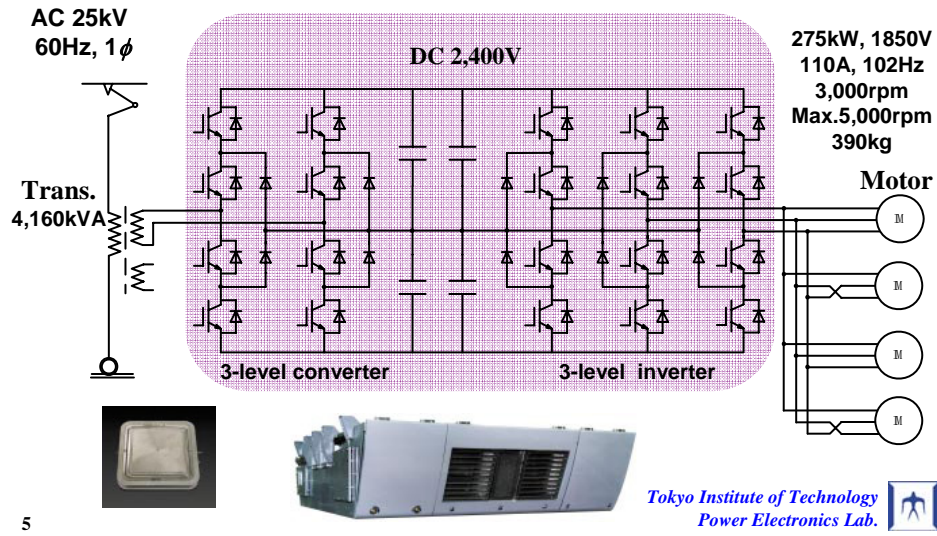 AC 25kV
60Hz, 1ϕ
DC 2,400V
275kW, 1850V
110A, 102Hz
3,000rpm
Max.5,000rpm
390kg
Trans.
4,160kVA
Motor
M
M
M
M
3-level converter
3-level inverter
Tokyo Institute of Technology
Power Electronics Lab.
5